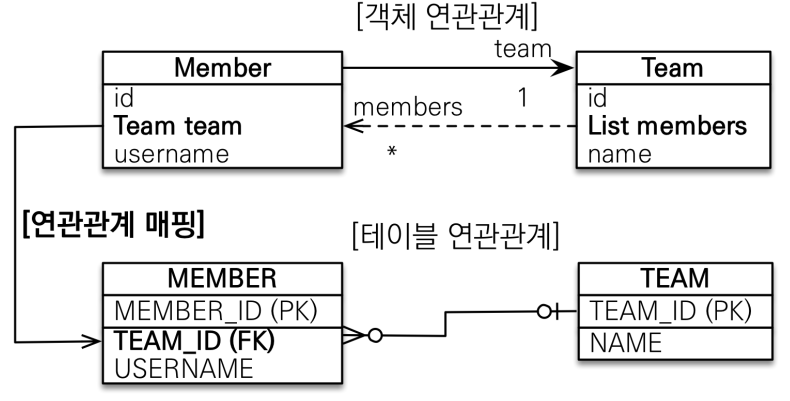 [객체 연관관계]
Member
id
Team team
username
team
members
1
*
Team
id
List members
name
[연관관계 매핑]
[테이블 연관관계]
MEMBER
MEMBER_ID (PK)
TEAM_ID (FK)
USERNAME
TEAM
TEAM_ID (PK)
NAME